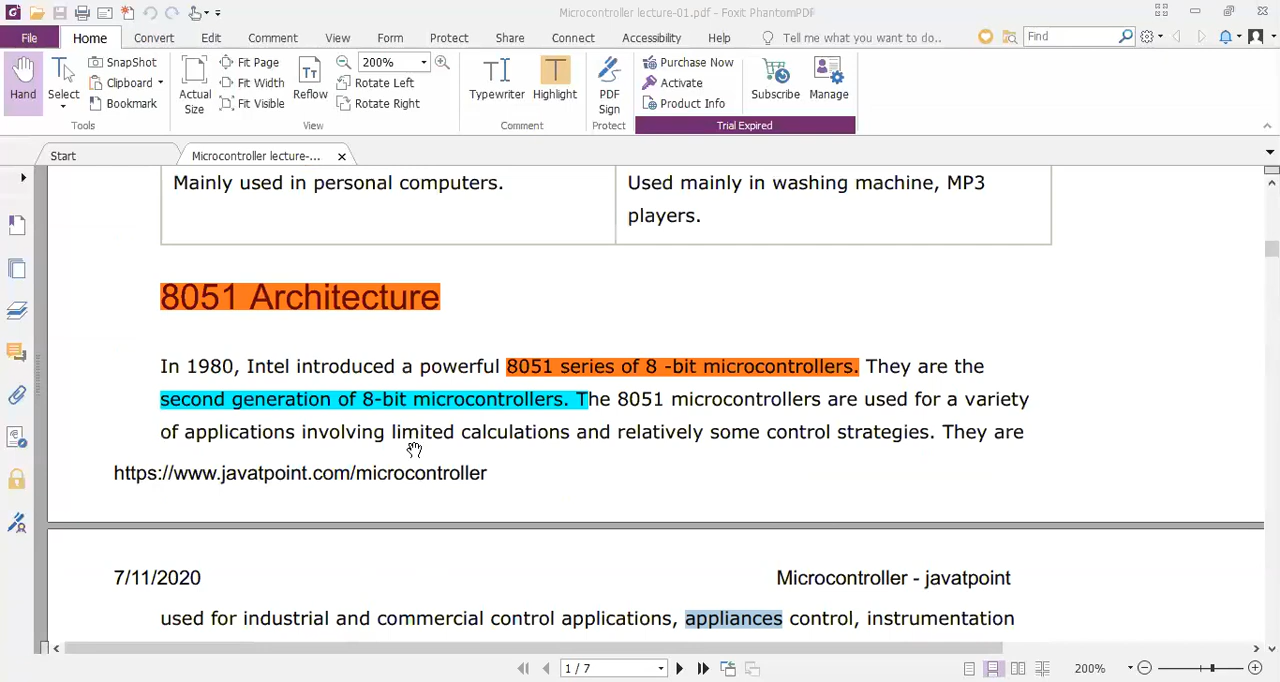 Microcontroller lecture-01.pdf - Foxit PhantomPDF
File Home Convert Edit Comment View Form Protect Share Connect Accessibility Help Tell me what you want to do.. Find
Hand
Select
SnapShot
Clipboard
Bookmark
Tools
Actual Size
Fit Page
Fit Width
Fit Visible
Reflow
200%
Rotate Left
Rotate Right
View
Typewriter
Highlight
Comment
PDF Sign
Protect
Purchase Now
Activate
Product Info
Subscribe
Manage
Trial Expired
Start
Microcontroller lecture-...
Mainly used in personal computers.
Used mainly in washing machine, MP3
players.
8051 Architecture
In 1980, Intel introduced a powerful 8051 series of 8 -bit microcontrollers. They are the
second generation of 8-bit microcontrollers. The 8051 microcontrollers are used for a variety
of applications involving limited calculations and relatively some control strategies. They are
https://www.javatpoint.com/microcontroller
7/11/2020
Microcontroller - javatpoint
used for industrial and commercial control applications, appliances control, instrumentation
1 / 7
200%